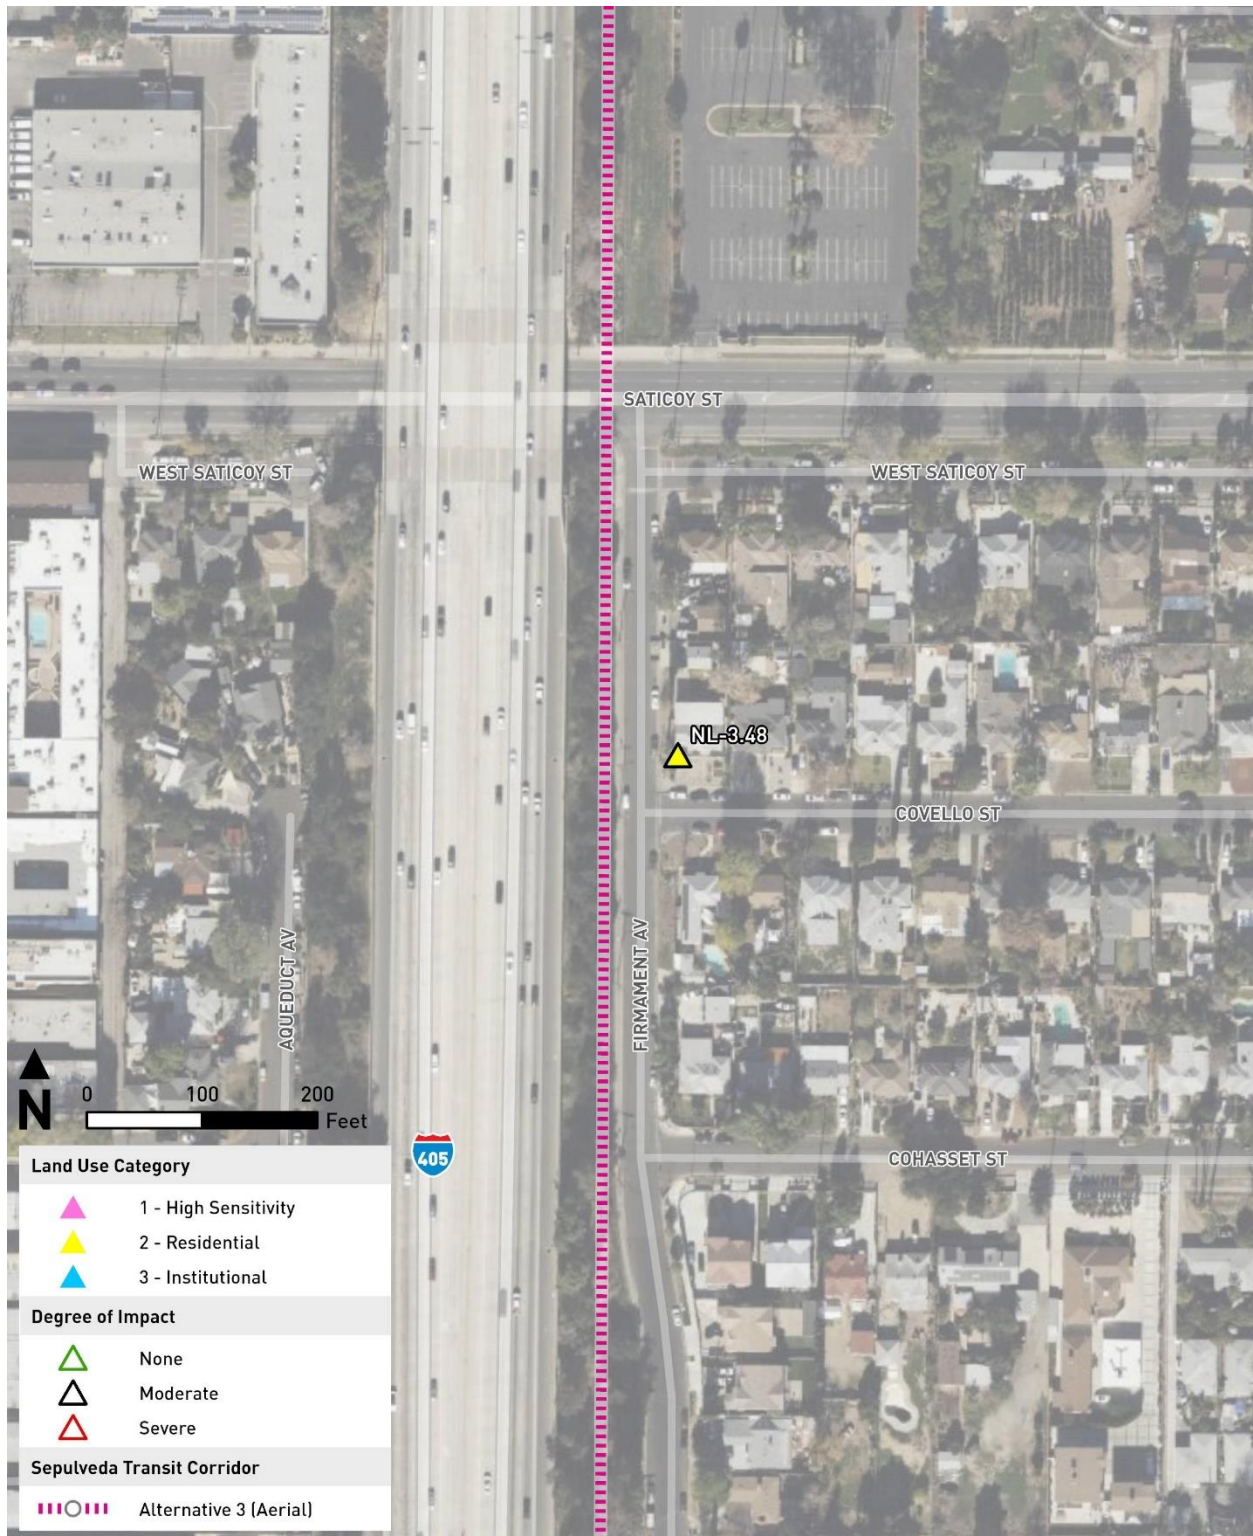 SATICOY ST
WEST SATICOY ST
WEST SATICOY ST
NL-3.48
COVELLO ST
AQUEDUCT AV
FIRMAMENT AV
N
0 100 200
Feet
405
COHASSET ST
Land Use Category
1 - High Sensitivity
2 - Residential
3 - Institutional
Degree of Impact
None
Moderate
Severe
Sepulveda Transit Corridor
Alternative 3 (Aerial)